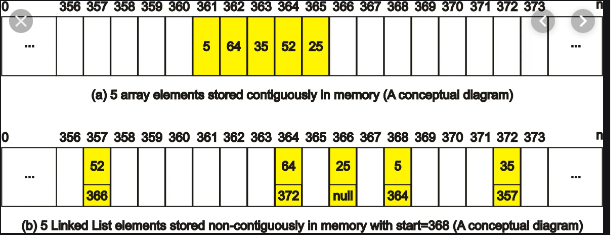 0 356 357 358 359 360 361 362 363 364 365 366 367 368 369 370 371 372 373 n
... 5 64 35 52 25 ...
(a) 5 array elements stored contiguously in memory (A conceptual diagram)
0 356 357 358 359 360 361 362 363 364 365 366 367 368 369 370 371 372 373 n
... 52 64 25 5 35 ...
366 372 null 364 357
(b) 5 Linked List elements stored non-contiguously in memory with start=368 (A conceptual diagram)